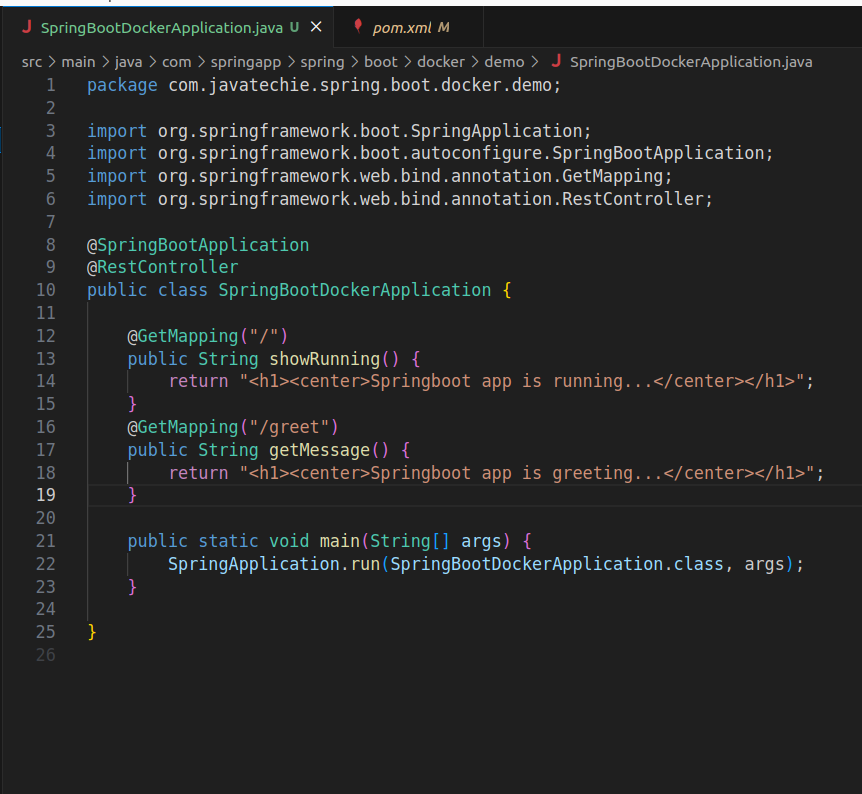 SpringBootDockerApplication.java U × pom.xml M
src > main > java > com > springapp > spring > boot > docker > demo > SpringBootDockerApplication.java
1 package com.javatechie.spring.boot.docker.demo;
2
3 import org.springframework.boot.SpringApplication;
4 import org.springframework.boot.autoconfigure.SpringBootApplication;
5 import org.springframework.web.bind.annotation.GetMapping;
6 import org.springframework.web.bind.annotation.RestController;
7
8 @SpringBootApplication
9 @RestController
10 public class SpringBootDockerApplication {
11
12     @GetMapping("/")
13     public String showRunning() {
14         return "<h1><center>Springboot app is running...</center></h1>";
15     }
16     @GetMapping("/greet")
17     public String getMessage() {
18         return "<h1><center>Springboot app is greeting...</center></h1>";
19     }
20
21     public static void main(String[] args) {
22         SpringApplication.run(SpringBootDockerApplication.class, args);
23     }
24
25 }
26